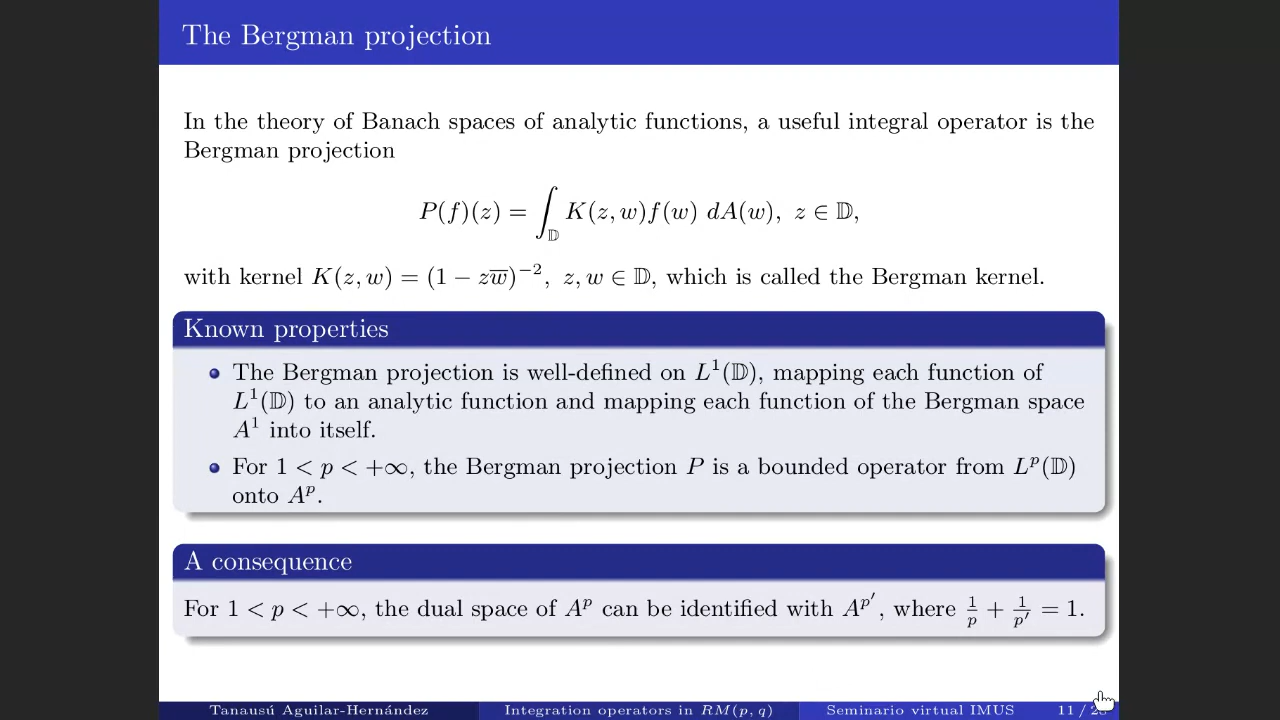 The Bergman projection
In the theory of Banach spaces of analytic functions, a useful integral operator is the
Bergman projection
P(f)(z) = ∫_𝔻 K(z, w)f(w) dA(w), z ∈ 𝔻,
with kernel K(z, w) = (1 − z\overline{w})^{−2}, z, w ∈ 𝔻, which is called the Bergman kernel.
Known properties
• The Bergman projection is well-defined on L¹(𝔻), mapping each function of
L¹(𝔻) to an analytic function and mapping each function of the Bergman space
A¹ into itself.
• For 1 < p < +∞, the Bergman projection P is a bounded operator from L^p(𝔻)
onto A^p.
A consequence
For 1 < p < +∞, the dual space of A^p can be identified with A^{p′}, where 1/p + 1/p′ = 1.
Tanausú Aguilar-Hernández Integration operators in RM(p, q) Seminario virtual IMUS 11 /